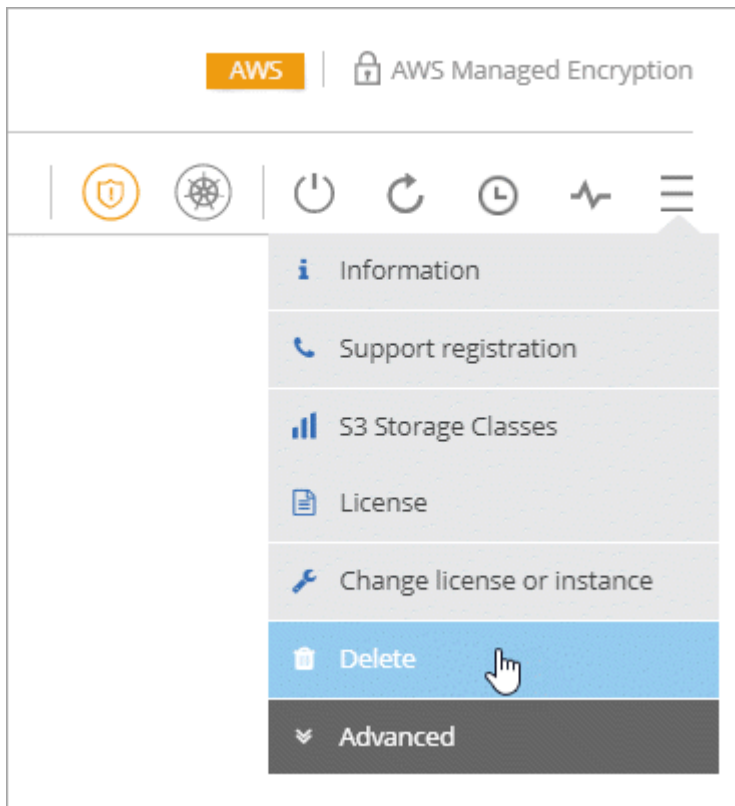 AWS
AWS Managed Encryption
Information
Support registration
S3 Storage Classes
License
Change license or instance
Delete
Advanced